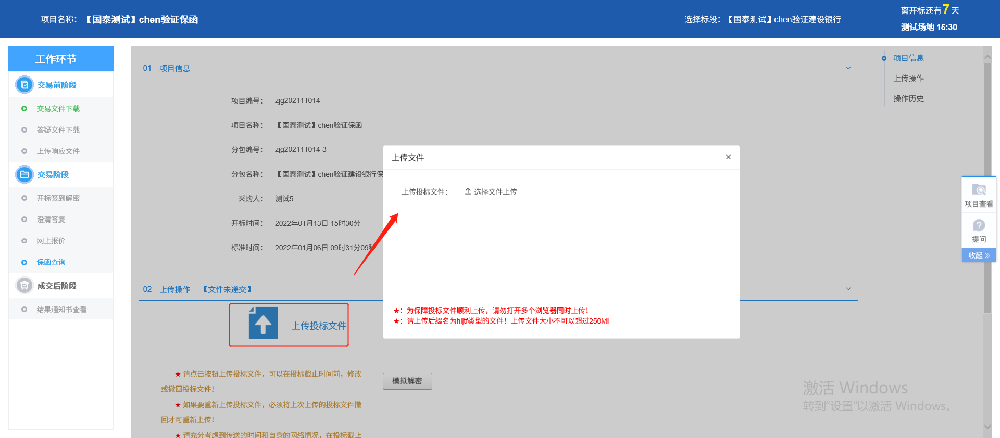 项目名称：【国泰测试】chen验证保函
选择标段：【国泰测试】chen验证建设银行...
离开标还有7天
测试场地 15:30
工作环节
交易前阶段
交易文件下载
答疑文件下载
上传响应文件
交易阶段
开标签到解密
澄清答复
网上报价
保函查询
成交后阶段
结果通知书查看
01 项目信息
项目编号： zjg202111014
项目名称： 【国泰测试】chen验证保函
分包编号： zjg202111014-3
分包名称： 【国泰测试】chen验证建设银行保
采购人： 测试5
开标时间： 2022年01月13日 15时30分
标准时间： 2022年01月06日 09时31分09秒
02 上传操作 【文件未递交】
上传投标文件
★ 请点击按钮上传投标文件，可以在投标截止时间前，修改
或撤回投标文件！
★ 如果要重新上传投标文件，必须将上次上传的投标文件撤
回才可重新上传！
★ 请充分考虑到传送的时间和自身的网络情况，在投标截止
模拟解密
上传文件
×
上传投标文件： 选择文件上传
★：为保障投标文件顺利上传，请勿打开多个浏览器同时上传！
★：请上传后缀名为hljtf类型的文件！上传文件大小不可以超过250M!
项目信息
上传操作
操作历史
项目查看
提问
收起 »
激活 Windows
转到“设置”以激活 Windows。